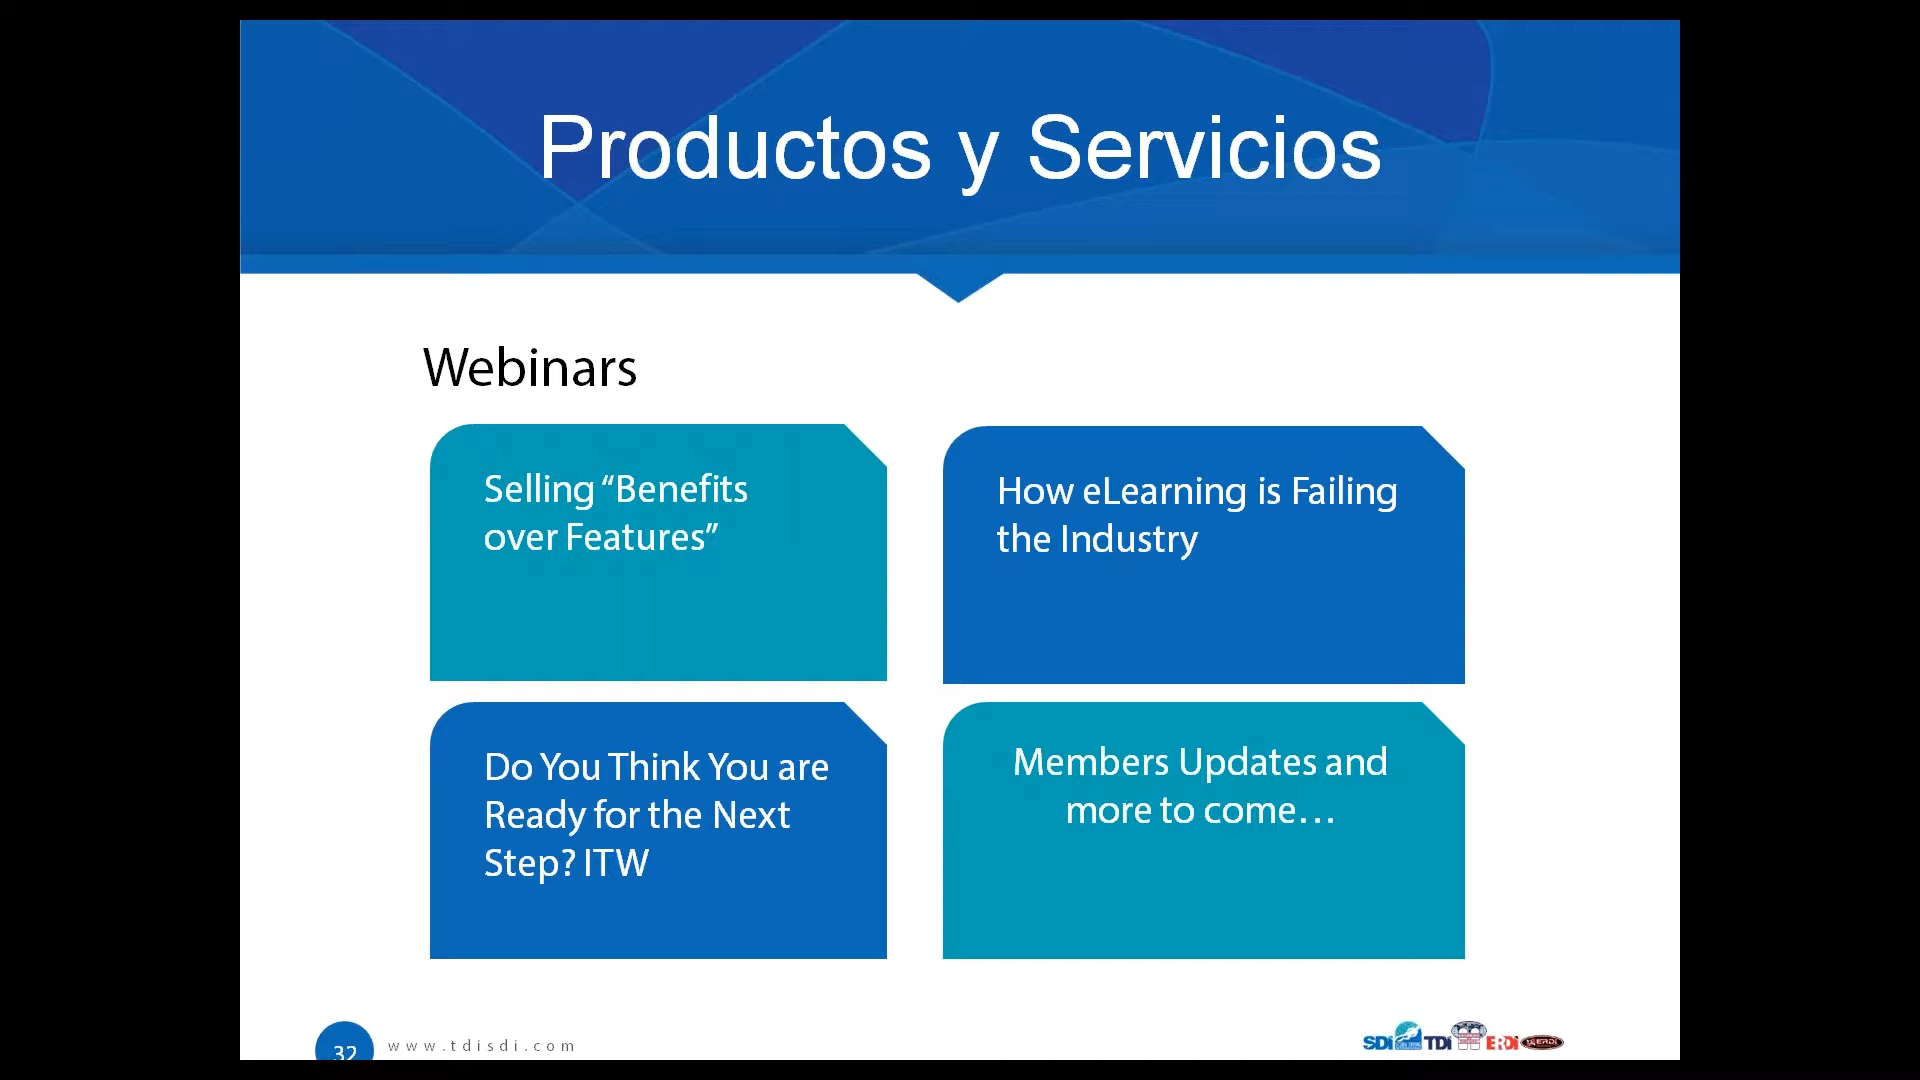 Productos y Servicios
Webinars
Selling “Benefits
over Features”
How eLearning is Failing
the Industry
Do You Think You are
Ready for the Next
Step? ITW
Members Updates and
more to come…
32
www.tdisdi.com
SDI TDI ERDI ERDI